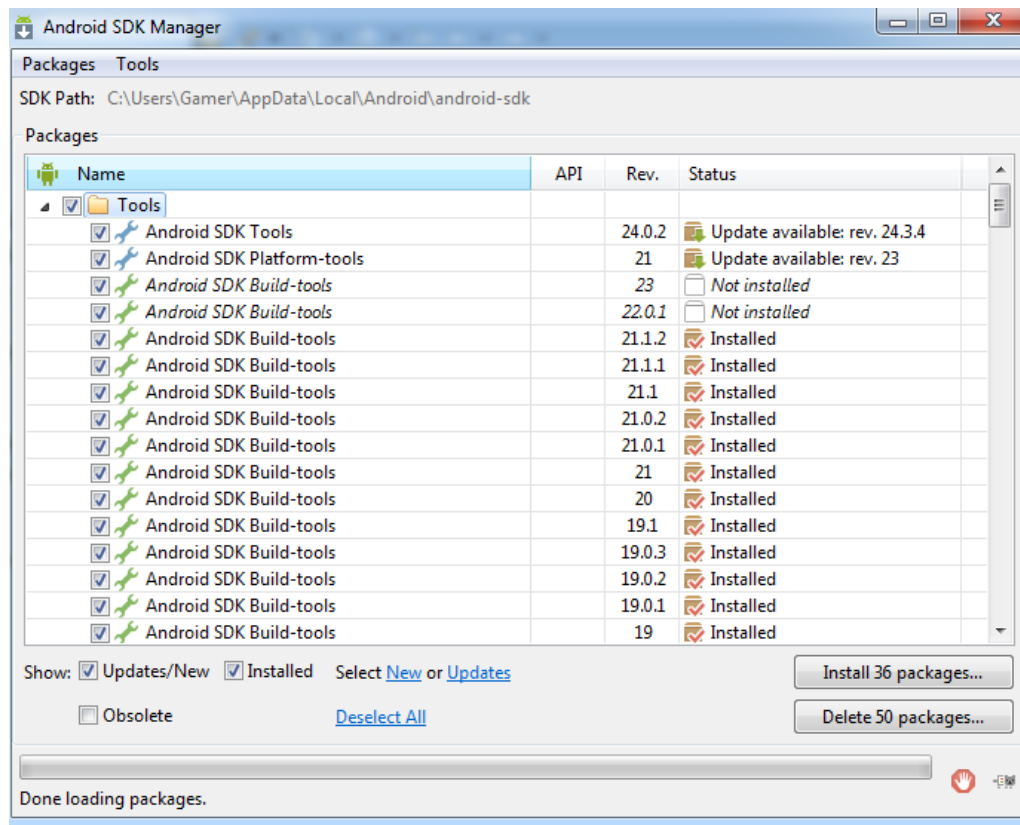 Android SDK Manager
Packages Tools
SDK Path: C:\Users\Gamer\AppData\Local\Android\android-sdk
Packages
Name API Rev. Status
Tools
Android SDK Tools 24.0.2 Update available: rev. 24.3.4
Android SDK Platform-tools 21 Update available: rev. 23
Android SDK Build-tools 23 Not installed
Android SDK Build-tools 22.0.1 Not installed
Android SDK Build-tools 21.1.2 Installed
Android SDK Build-tools 21.1.1 Installed
Android SDK Build-tools 21.1 Installed
Android SDK Build-tools 21.0.2 Installed
Android SDK Build-tools 21.0.1 Installed
Android SDK Build-tools 21 Installed
Android SDK Build-tools 20 Installed
Android SDK Build-tools 19.1 Installed
Android SDK Build-tools 19.0.3 Installed
Android SDK Build-tools 19.0.2 Installed
Android SDK Build-tools 19.0.1 Installed
Android SDK Build-tools 19 Installed
Show: Updates/New Installed Select New or Updates Install 36 packages...
Obsolete Deselect All Delete 50 packages...
Done loading packages.